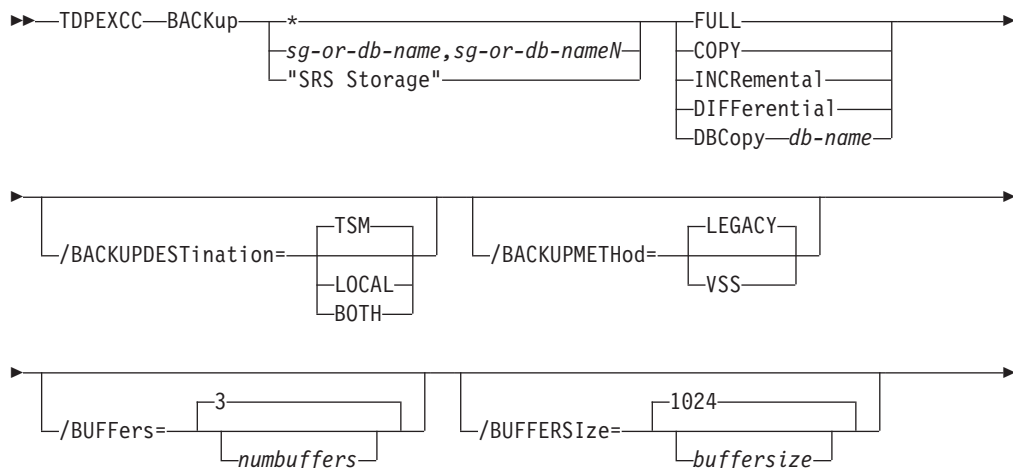 TDPEXCC BACKup * FULL
sg-or-db-name,sg-or-db-nameN COPY
"SRS Storage" INCRemental
DIFFerential
DBCopy db-name
TSM LEGACY
/BACKUPDESTination= /BACKUPMETHod=
LOCAL VSS
BOTH
3 1024
/BUFFers= /BUFFERSIze=
numbuffers buffersize